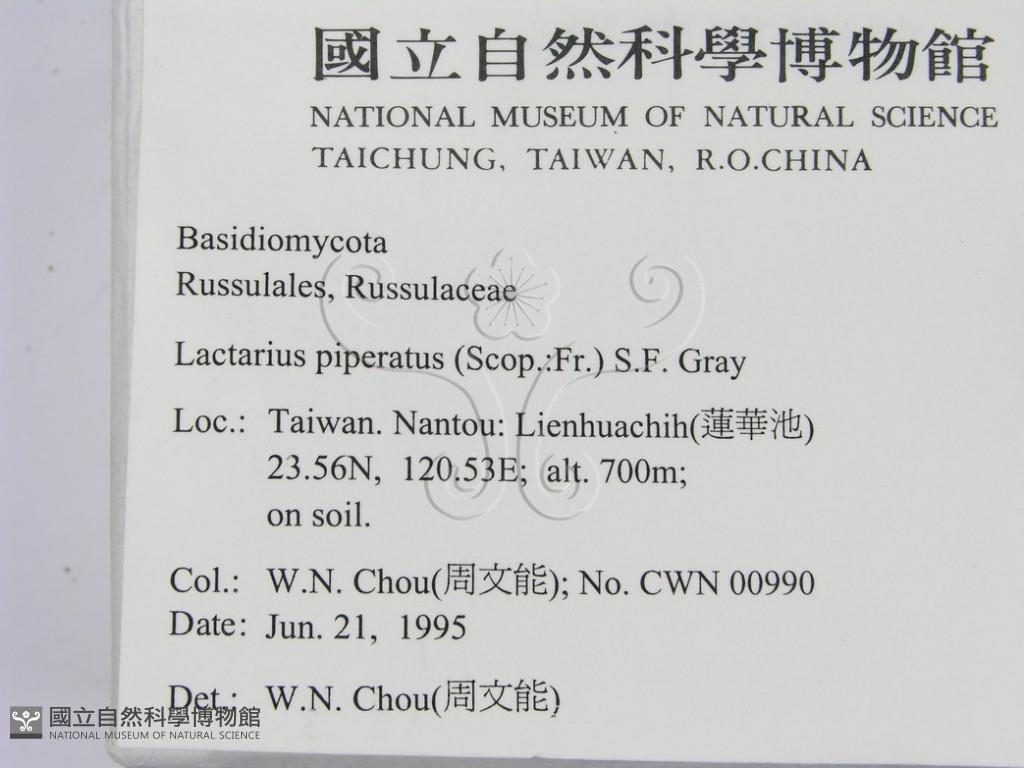 國立自然科學博物館
NATIONAL MUSEUM OF NATURAL SCIENCE
TAICHUNG, TAIWAN, R.O.CHINA
Basidiomycota
Russulales, Russulaceae
Lactarius piperatus (Scop.:Fr.) S.F. Gray
Loc.: Taiwan. Nantou: Lienhuachih(蓮華池)
23.56N, 120.53E; alt. 700m;
on soil.
Col.: W.N. Chou(周文能); No. CWN 00990
Date: Jun. 21, 1995
Det.: W.N. Chou(周文能)
國立自然科學博物館
NATIONAL MUSEUM OF NATURAL SCIENCE